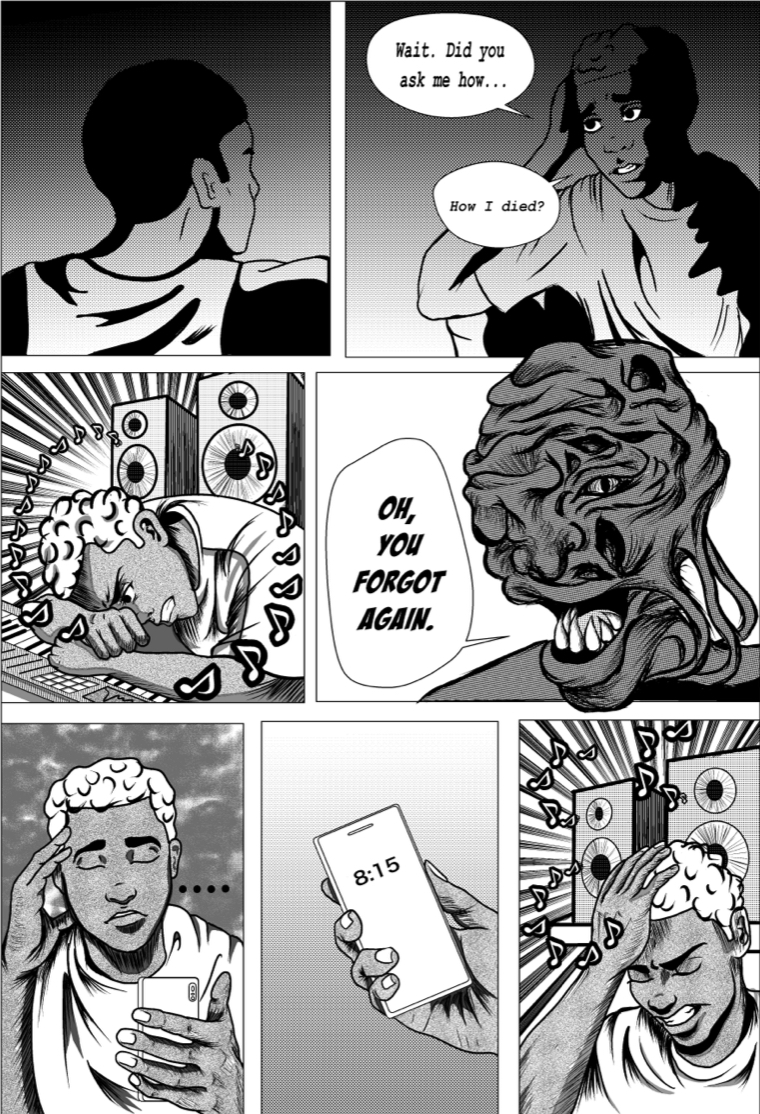 Wait. Did you
ask me how...
How I died?
OH,
YOU
FORGOT
AGAIN.
....
8:15